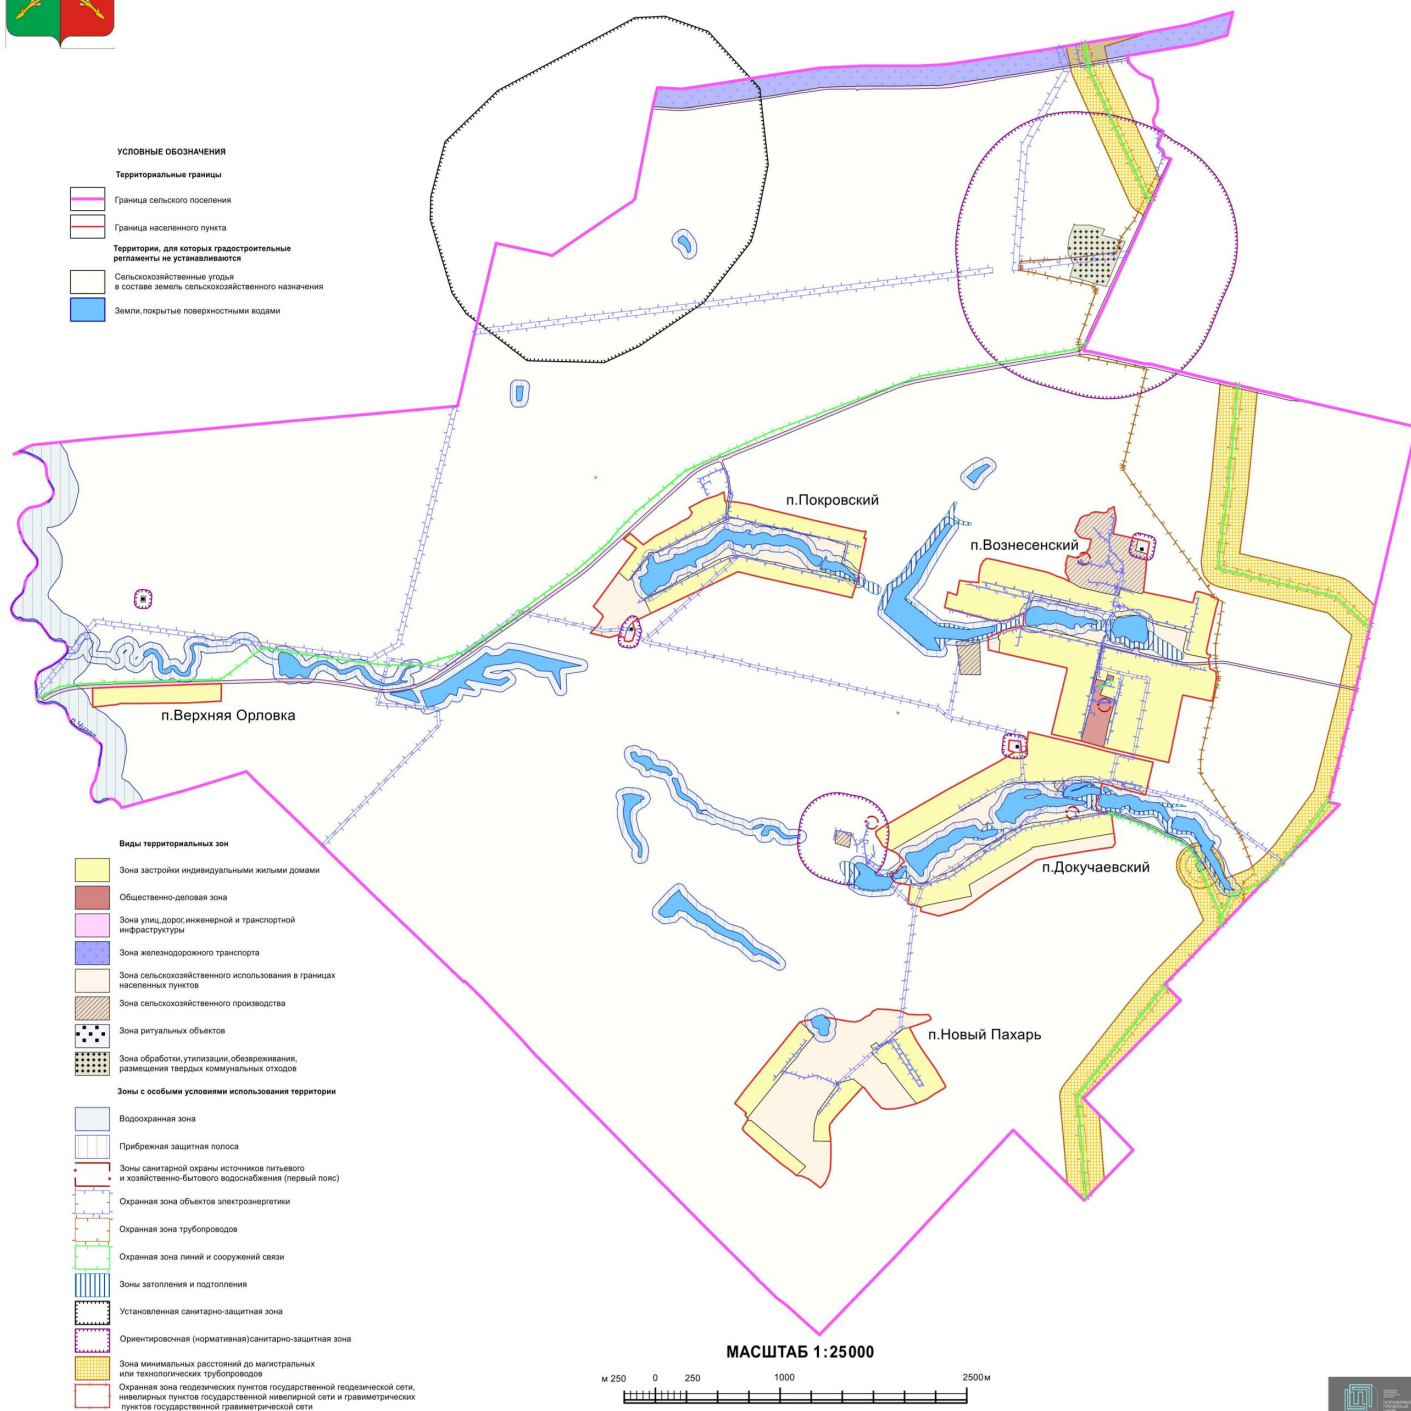 УСЛОВНЫЕ ОБОЗНАЧЕНИЯ
Территориальные границы
Граница сельского поселения
Граница населенного пункта
Территории, для которых градостроительные
регламенты не устанавливаются
Сельскохозяйственные угодья
в составе земель сельскохозяйственного назначения
Земли,покрытые поверхностными водами
п.Покровский
п.Вознесенский
п.Верхняя Орловка
п.Докучаевский
п.Новый Пахарь
Виды территориальных зон
Зона застройки индивидуальными жилыми домами
Общественно-деловая зона
Зона улиц,дорог,инженерной и транспортной
инфраструктуры
Зона железнодорожного транспорта
Зона сельскохозяйственного использования в границах
населенных пунктов
Зона сельскохозяйственного производства
Зона ритуальных объектов
Зона обработки,утилизации,обезвреживания,
размещения твердых коммунальных отходов
Зоны с особыми условиями использования территории
Водоохранная зона
Прибрежная защитная полоса
Зоны санитарной охраны источников питьевого
и хозяйственно-бытового водоснабжения (первый пояс)
Охранная зона объектов электроэнергетики
Охранная зона трубопроводов
Охранная зона линий и сооружений связи
Зоны затопления и подтопления
Установленная санитарно-защитная зона
Ориентировочная (нормативная)санитарно-защитная зона
Зона минимальных расстояний до магистральных
или технологических трубопроводов
Охранная зона геодезических пунктов государственной геодезической сети,
нивелирных пунктов государственной нивелирной сети и гравиметрических
пунктов государственной гравиметрической сети
МАСШТАБ 1:25000
м 250 0 250 1000 2500м